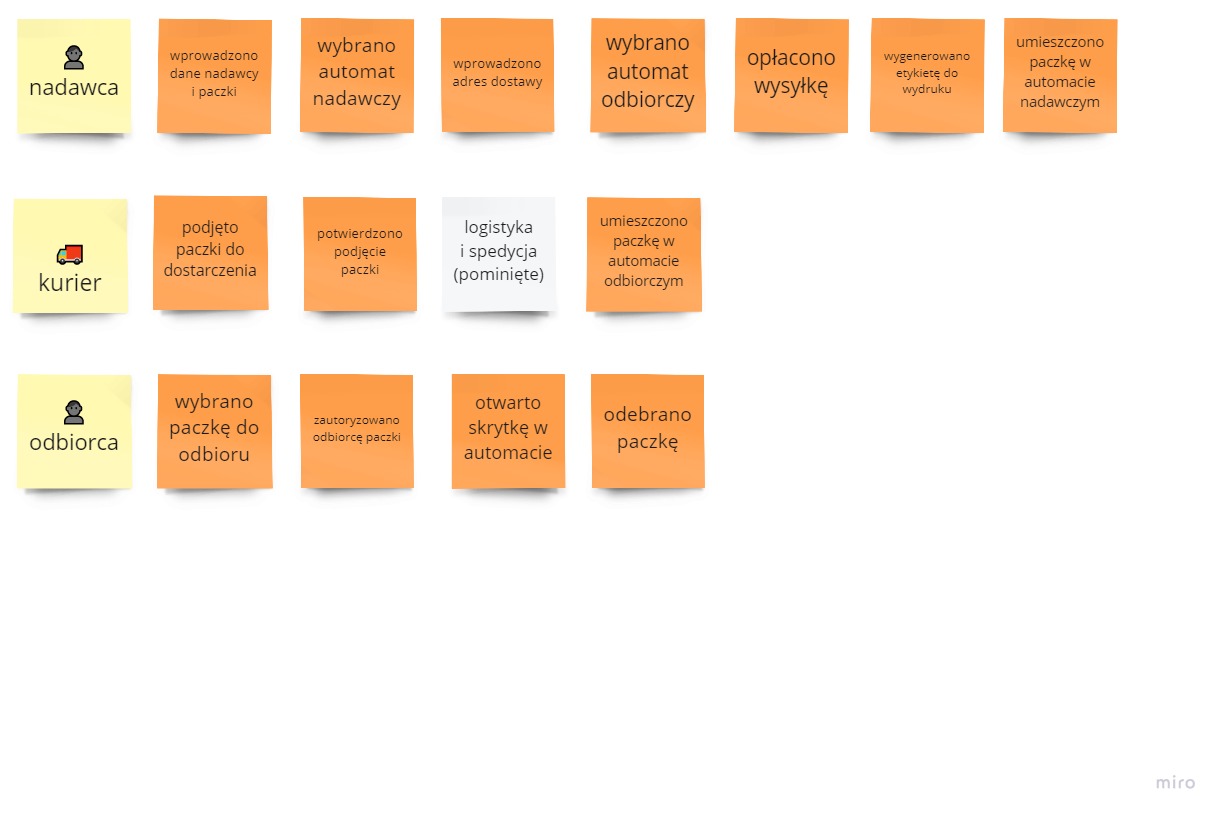 nadawca
wprowadzono
dane nadawcy
i paczki
wybrano
automat
nadawczy
wprowadzono
adres dostawy
wybrano
automat
odbiorczy
opłacono
wysyłkę
wygenerowano
etykietę do
wydruku
umieszczono
paczkę w
automacie
nadawczym
kurier
podjęto
paczki do
dostarczenia
potwierdzono
podjęcie
paczki
logistyka
i spedycja
(pominięte)
umieszczono
paczkę w
automacie
odbiorczym
odbiorca
wybrano
paczkę do
odbioru
zautoryzowano
odbiorcę paczki
otwarto
skrytkę w
automacie
odebrano
paczkę
miro